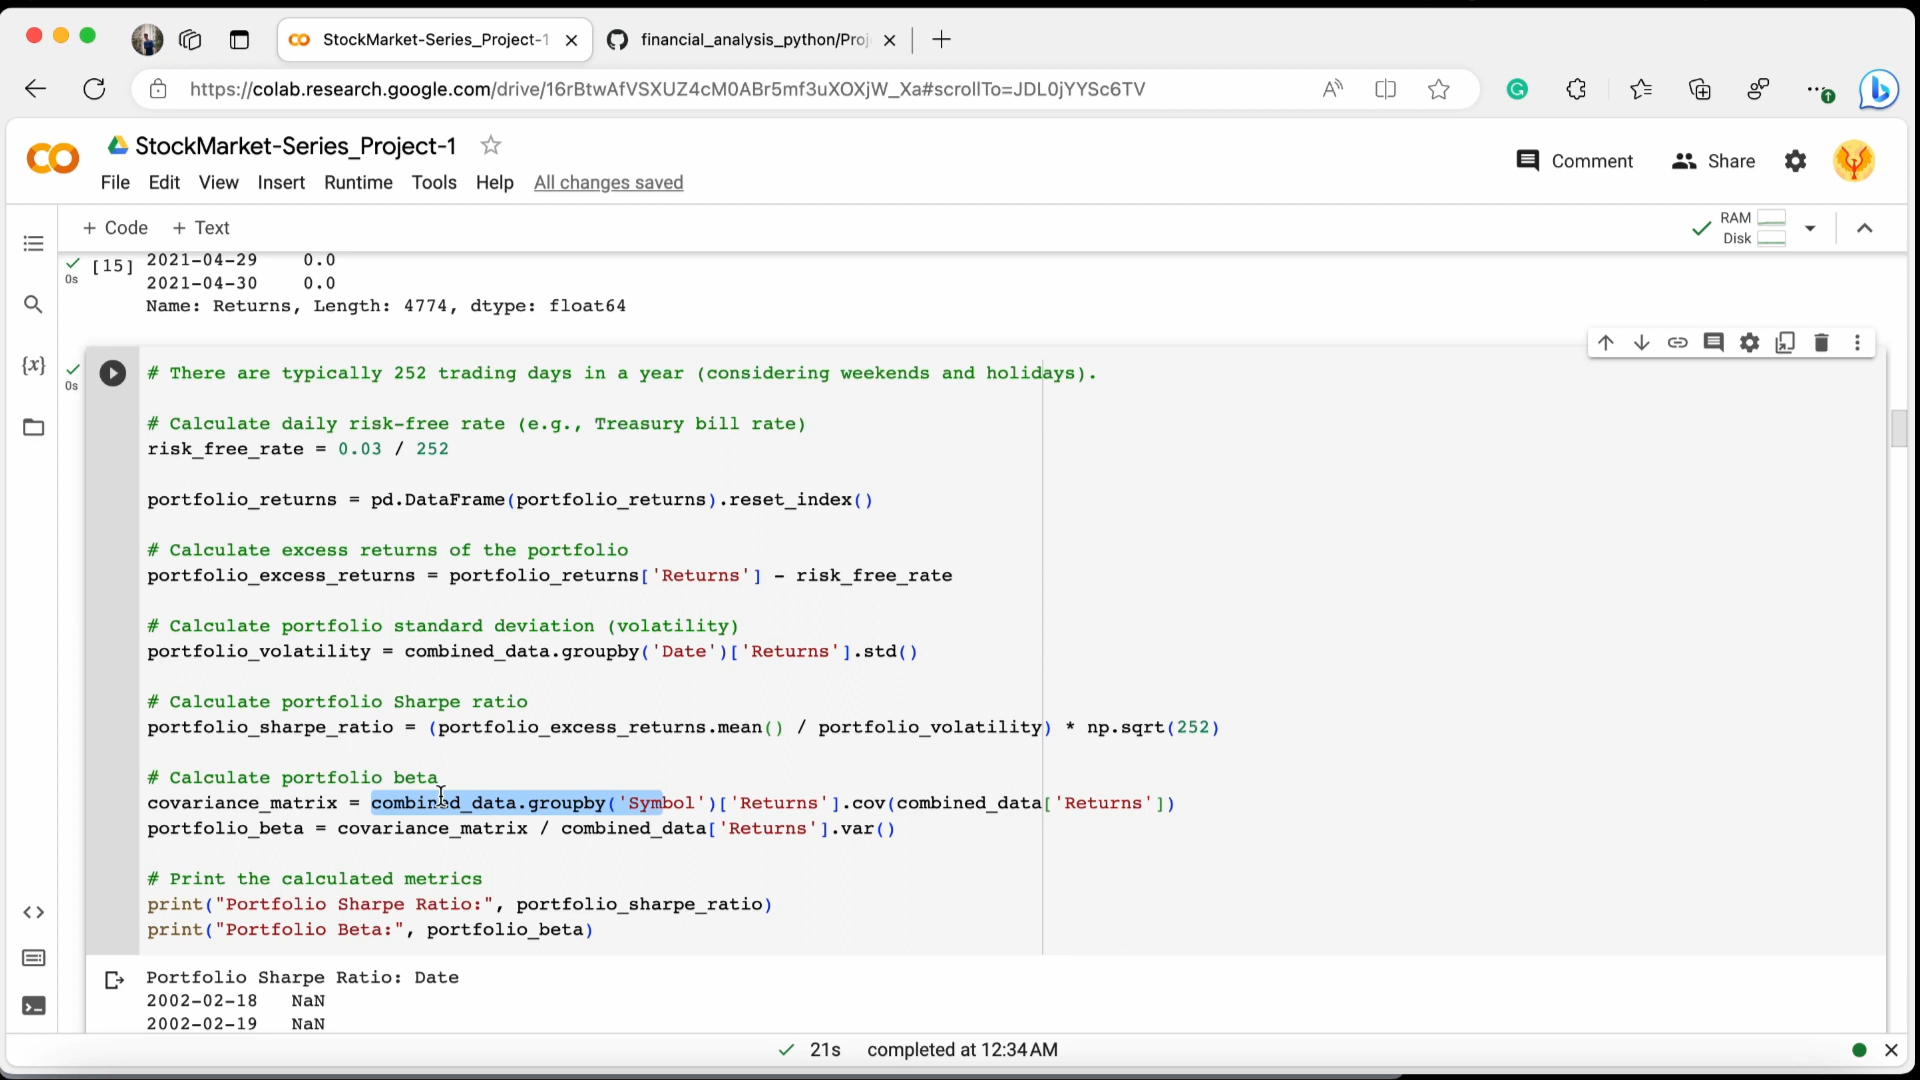 StockMarket-Series_Project-1
financial_analysis_python/Proj
https://colab.research.google.com/drive/16rBtwAfVSXUZ4cM0ABr5mf3uXOXjW_Xa#scrollTo=JDL0jYYSc6TV
StockMarket-Series_Project-1
Comment
Share
File Edit View Insert Runtime Tools Help All changes saved
+ Code + Text
RAM
Disk
[15]
0s
2021-04-29 0.0
2021-04-30 0.0
Name: Returns, Length: 4774, dtype: float64
{x}
0s
# There are typically 252 trading days in a year (considering weekends and holidays).
# Calculate daily risk-free rate (e.g., Treasury bill rate)
risk_free_rate = 0.03 / 252
portfolio_returns = pd.DataFrame(portfolio_returns).reset_index()
# Calculate excess returns of the portfolio
portfolio_excess_returns = portfolio_returns['Returns'] - risk_free_rate
# Calculate portfolio standard deviation (volatility)
portfolio_volatility = combined_data.groupby('Date')['Returns'].std()
# Calculate portfolio Sharpe ratio
portfolio_sharpe_ratio = (portfolio_excess_returns.mean() / portfolio_volatility) * np.sqrt(252)
# Calculate portfolio beta
covariance_matrix = combined_data.groupby('Symbol')['Returns'].cov(combined_data['Returns'])
portfolio_beta = covariance_matrix / combined_data['Returns'].var()
# Print the calculated metrics
print("Portfolio Sharpe Ratio:", portfolio_sharpe_ratio)
print("Portfolio Beta:", portfolio_beta)
Portfolio Sharpe Ratio: Date
2002-02-18 NaN
2002-02-19 NaN
21s completed at 12:34 AM